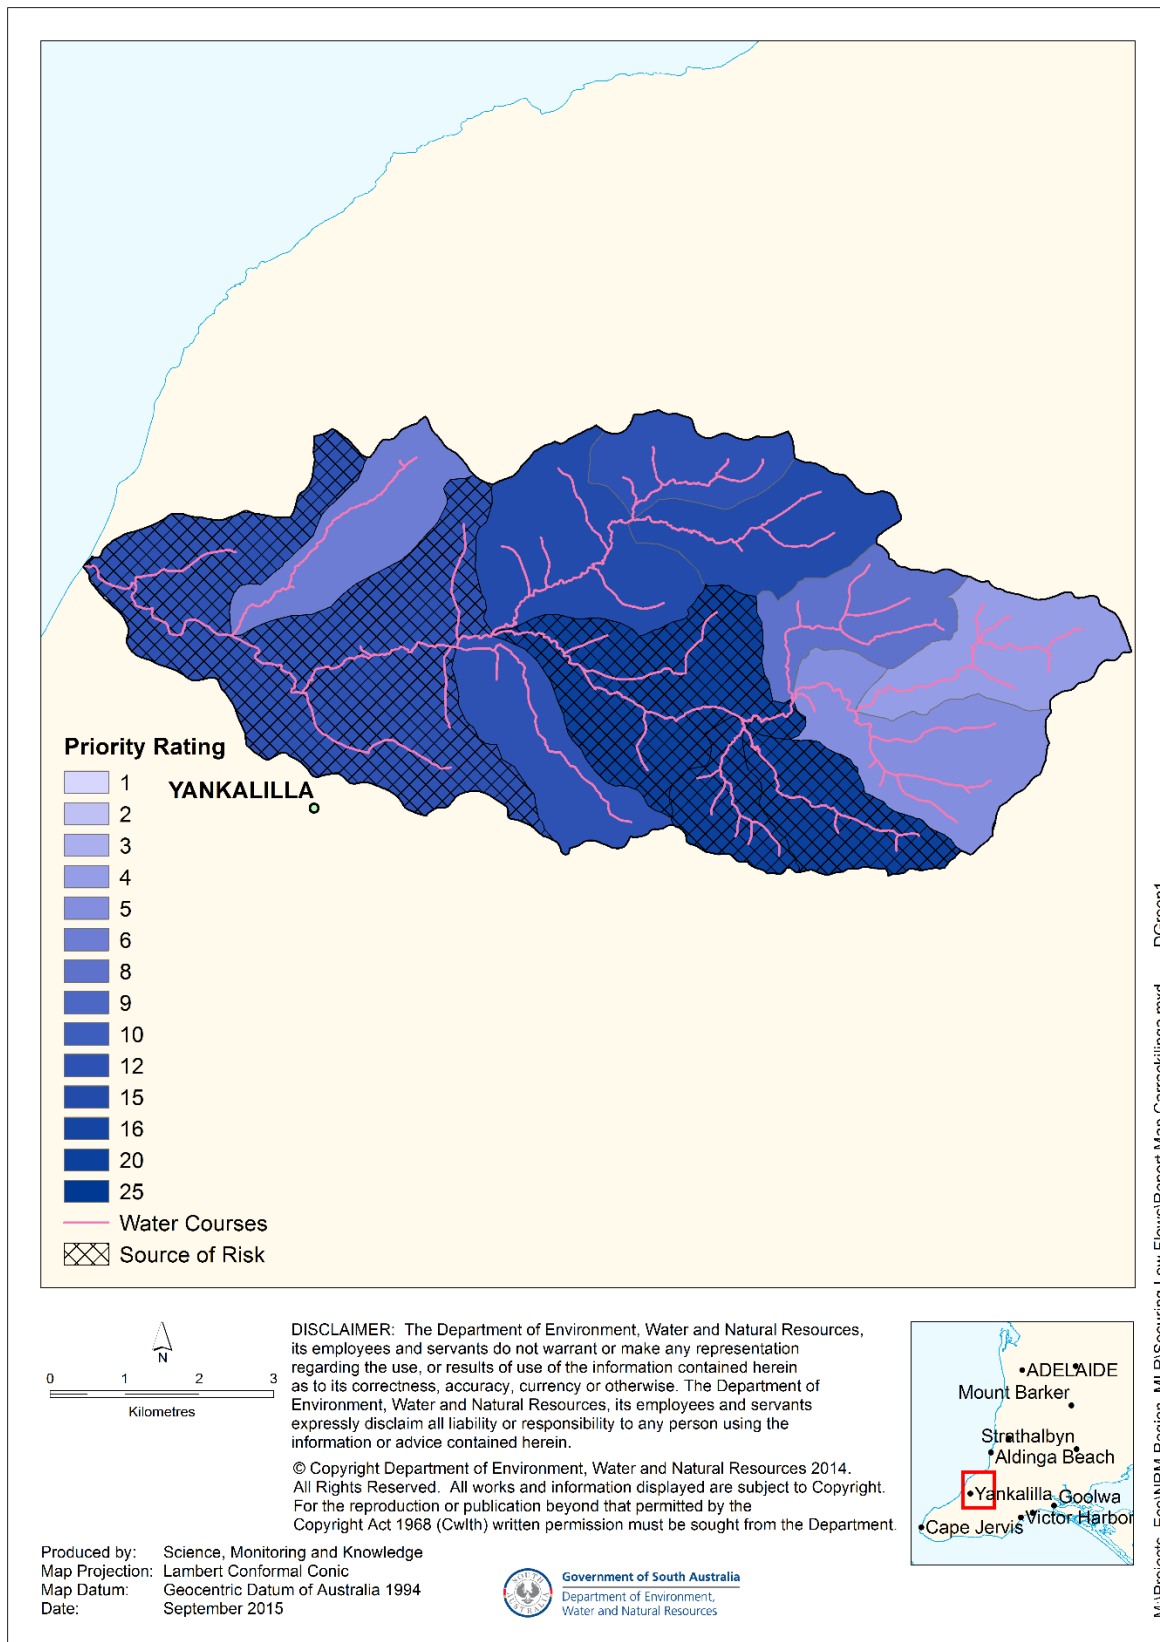 YANKALILLA
Priority Rating
1
2
3
4
5
6
8
9
10
12
15
16
20
25
Water Courses
Source of Risk
N
0 1 2 3
Kilometres
DISCLAIMER: The Department of Environment, Water and Natural Resources,
its employees and servants do not warrant or make any representation
regarding the use, or results of use of the information contained herein
as to its correctness, accuracy, currency or otherwise. The Department of
Environment, Water and Natural Resources, its employees and servants
expressly disclaim all liability or responsibility to any person using the
information or advice contained herein.
© Copyright Department of Environment, Water and Natural Resources 2014.
All Rights Reserved. All works and information displayed are subject to Copyright.
For the reproduction or publication beyond that permitted by the
Copyright Act 1968 (Cwlth) written permission must be sought from the Department.
Produced by: Science, Monitoring and Knowledge
Map Projection: Lambert Conformal Conic
Map Datum: Geocentric Datum of Australia 1994
Date: September 2015
SOUTH AUSTRALIA
Government of South Australia
Department of Environment,
Water and Natural Resources
ADELAIDE
Mount Barker
Strathalbyn
Aldinga Beach
Yankalilla
Goolwa
Victor Harbor
Cape Jervis